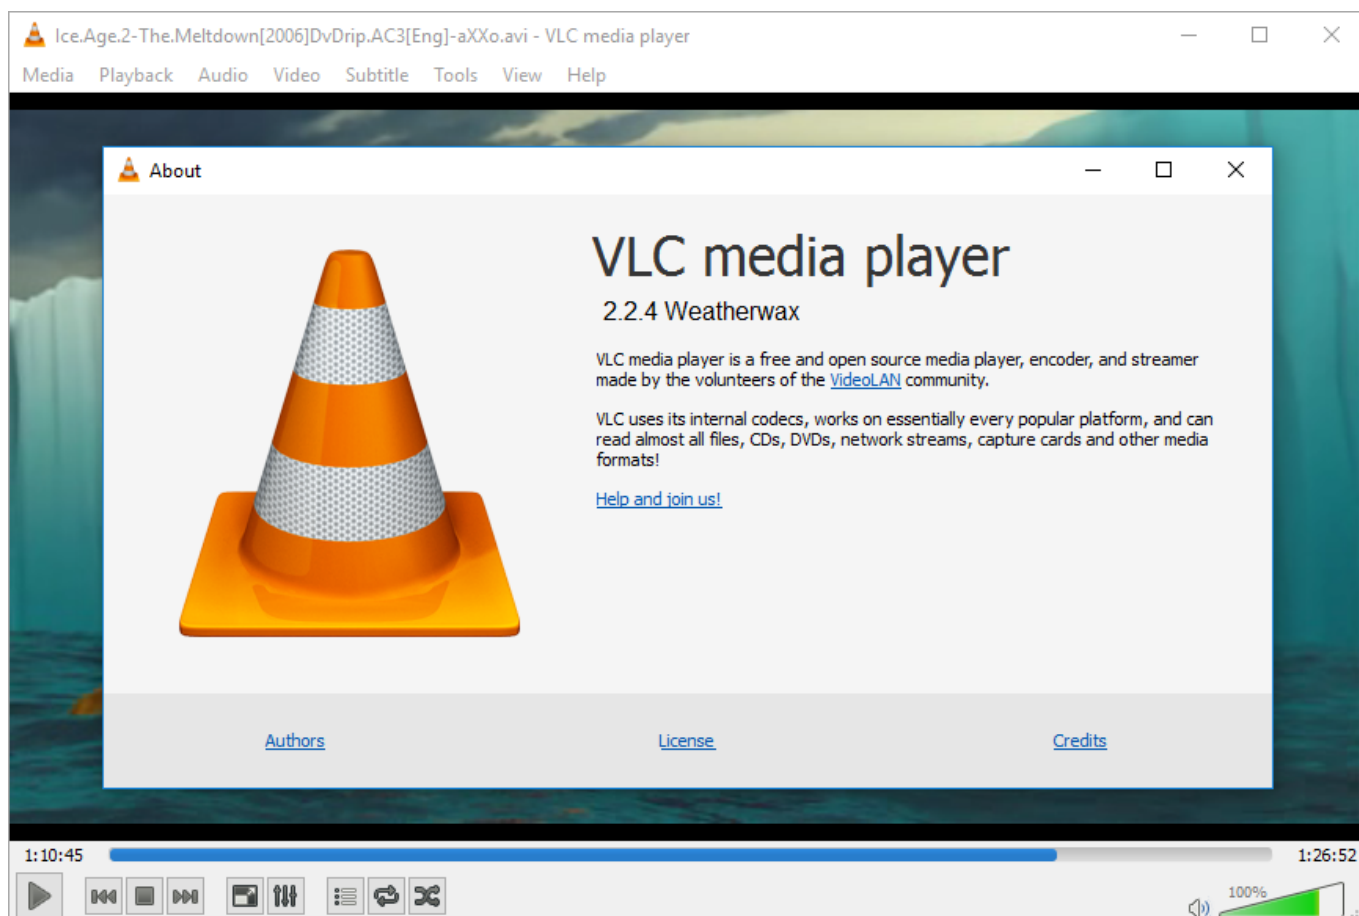 Ice.Age.2-The.Meltdown[2006]DvDrip.AC3[Eng]-aXXo.avi - VLC media player
Media Playback Audio Video Subtitle Tools View Help
About
VLC media player
2.2.4 Weatherwax
VLC media player is a free and open source media player, encoder, and streamer
made by the volunteers of the VideoLAN community.
VLC uses its internal codecs, works on essentially every popular platform, and can
read almost all files, CDs, DVDs, network streams, capture cards and other media
formats!
Help and join us!
Authors License Credits
1:10:45 1:26:52
100%